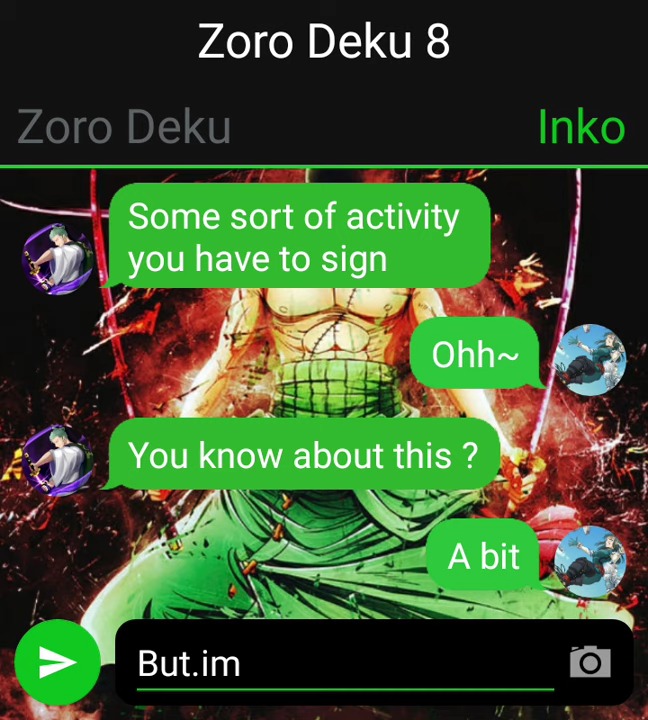 Zoro Deku 8
Zoro Deku
Inko
Some sort of activity
you have to sign
Ohh~
You know about this ?
A bit
But.im